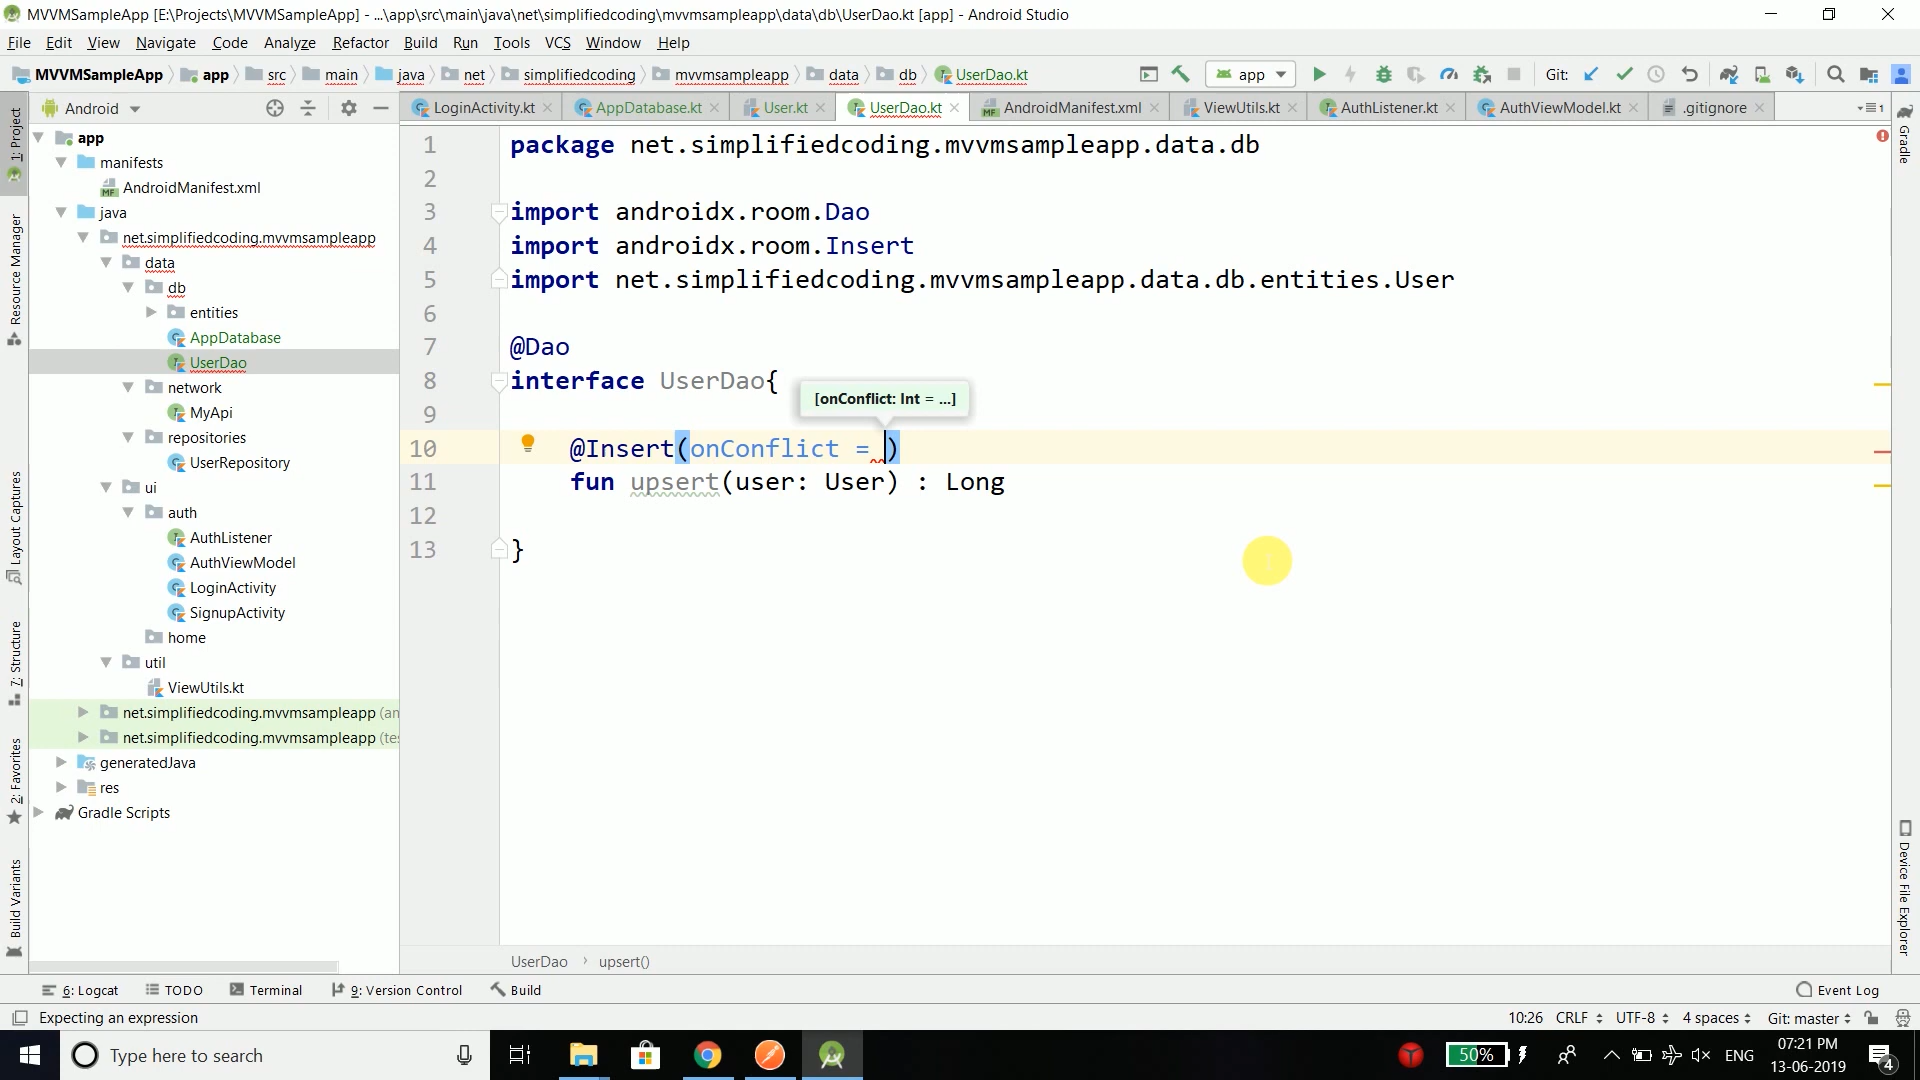 MVVMSampleApp [E:\Projects\MVVMSampleApp] - ...\app\src\main\java\net\simplifiedcoding\mvvmsampleapp\data\db\UserDao.kt [app] - Android Studio
File Edit View Navigate Code Analyze Refactor Build Run Tools VCS Window Help
MVVMSampleApp app src main java net simplifiedcoding mvvmsampleapp data db UserDao.kt app Git:
Android
LoginActivity.kt AppDatabase.kt User.kt UserDao.kt AndroidManifest.xml ViewUtils.kt AuthListener.kt AuthViewModel.kt .gitignore 1
1: Project
Resource Manager
Layout Captures
7: Structure
2: Favorites
Build Variants
app
manifests
AndroidManifest.xml
java
net.simplifiedcoding.mvvmsampleapp
data
db
entities
AppDatabase
UserDao
network
MyApi
repositories
UserRepository
ui
auth
AuthListener
AuthViewModel
LoginActivity
SignupActivity
home
util
ViewUtils.kt
net.simplifiedcoding.mvvmsampleapp (an
net.simplifiedcoding.mvvmsampleapp (tes
generatedJava
res
Gradle Scripts
1 package net.simplifiedcoding.mvvmsampleapp.data.db
2
3 import androidx.room.Dao
4 import androidx.room.Insert
5 import net.simplifiedcoding.mvvmsampleapp.data.db.entities.User
6
7 @Dao
8 interface UserDao{
[onConflict: Int = ...]
9
10 @Insert(onConflict = )
11 fun upsert(user: User) : Long
12
13 }
Gradle
Device File Explorer
UserDao › upsert()
6: Logcat TODO Terminal 9: Version Control Build Event Log
Expecting an expression 10:26 CRLF UTF-8 4 spaces Git: master
Type here to search 50% ENG 07:21 PM
13-06-2019 4